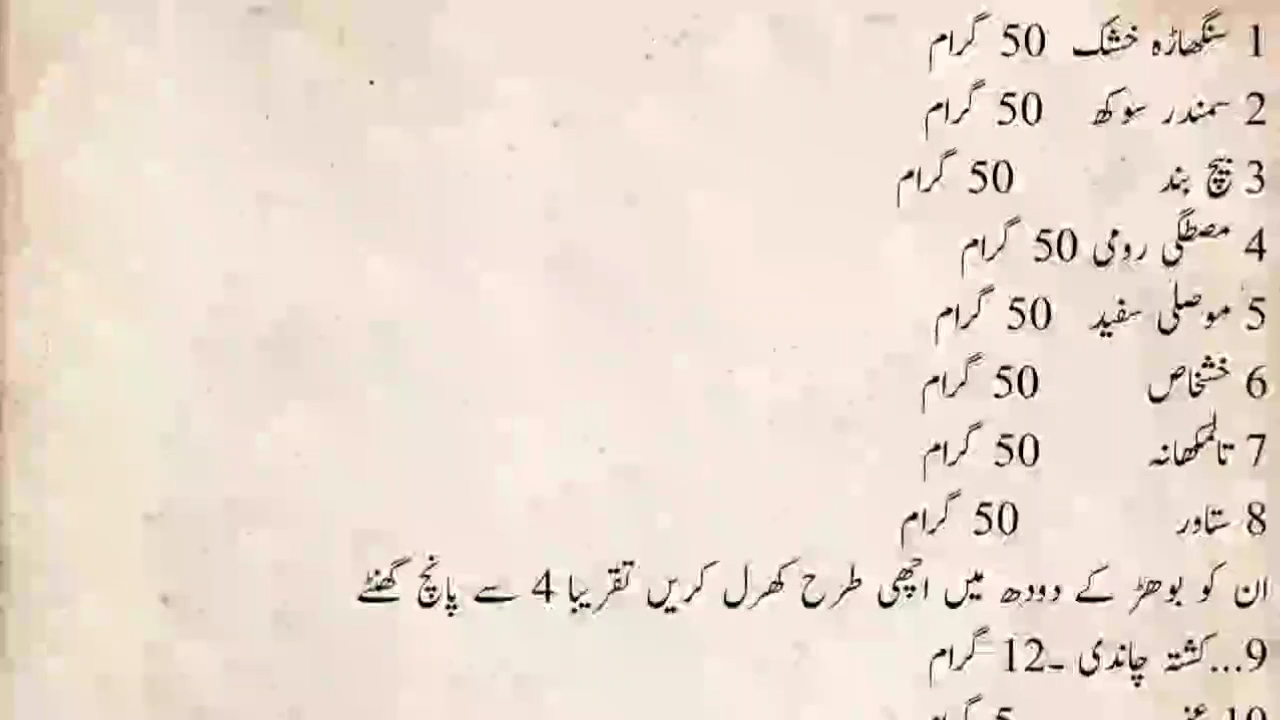 1 سنگھاڑہ خشک 50 گرام
2 سمندر سوکھ 50 گرام
3 بیج بند 50 گرام
4 مصطگی رومی 50 گرام
5 موصلی سفید 50 گرام
6 خشخاص 50 گرام
7 تالمکھانہ 50 گرام
8 ستاور 50 گرام
ان کو بوھڑ کے دودھ میں اچھی طرح کھرل کریں تقریبا 4 سے پانچ گھنٹے
9...کشتہ چاندی ۔12 گرام
10 5 گرام